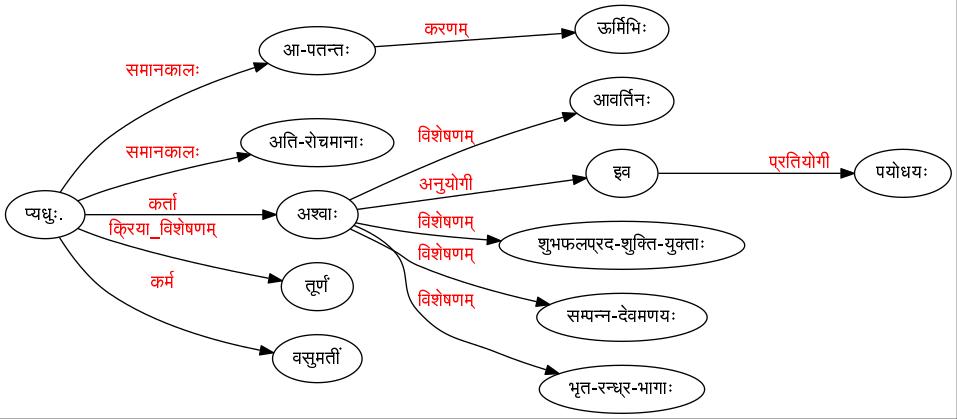 ऊर्मिभिः
करणम्
आ-पतन्तः
समानकालः
आवर्तिनः
विशेषणम्
अति-रोचमानाः
समानकालः
प्रतियोगी
इव
पयोधयः
अनुयोगी
कर्ता
प्यधुः.
अश्वाः
विशेषणम्
क्रिया_विशेषणम्
शुभफलप्रद-शुक्ति-युक्ताः
विशेषणम्
तूर्णं
कर्म
विशेषणम्
सम्पन्न-देवमणयः
वसुमतीं
भृत-रन्ध्र-भागाः